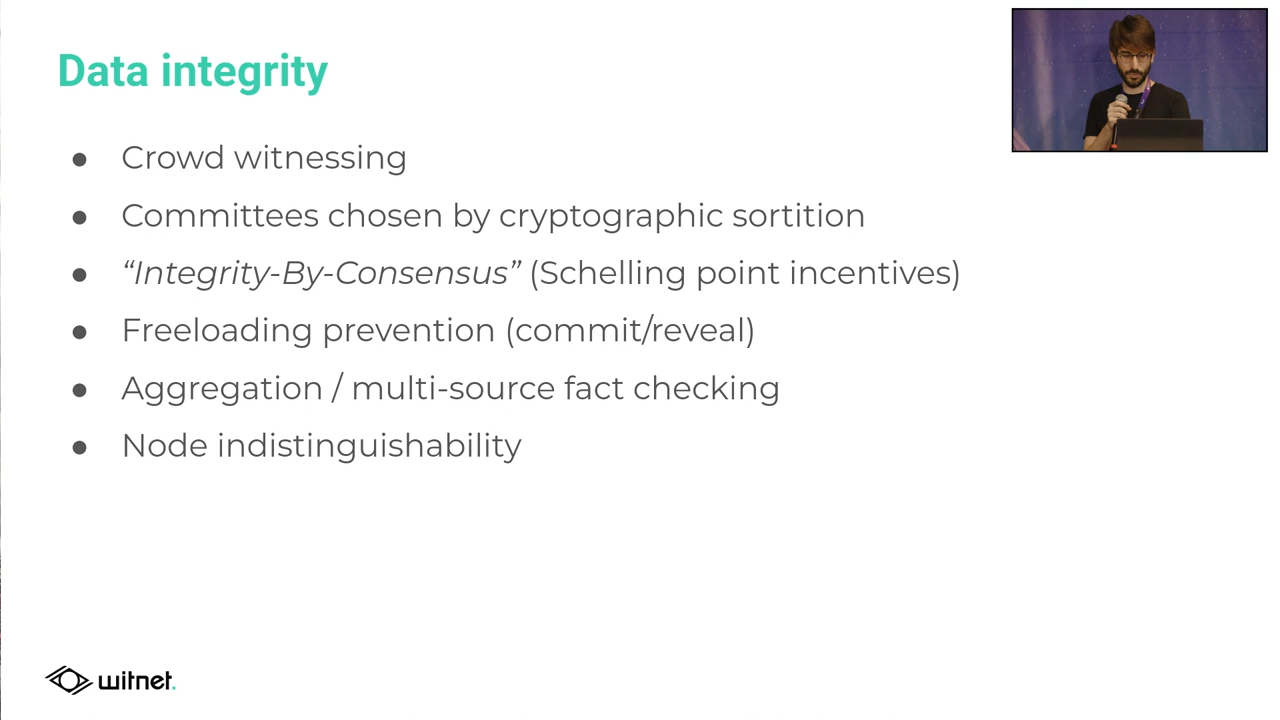 Data integrity
● Crowd witnessing
● Committees chosen by cryptographic sortition
● “Integrity-By-Consensus” (Schelling point incentives)
● Freeloading prevention (commit/reveal)
● Aggregation / multi-source fact checking
● Node indistinguishability
witnet.